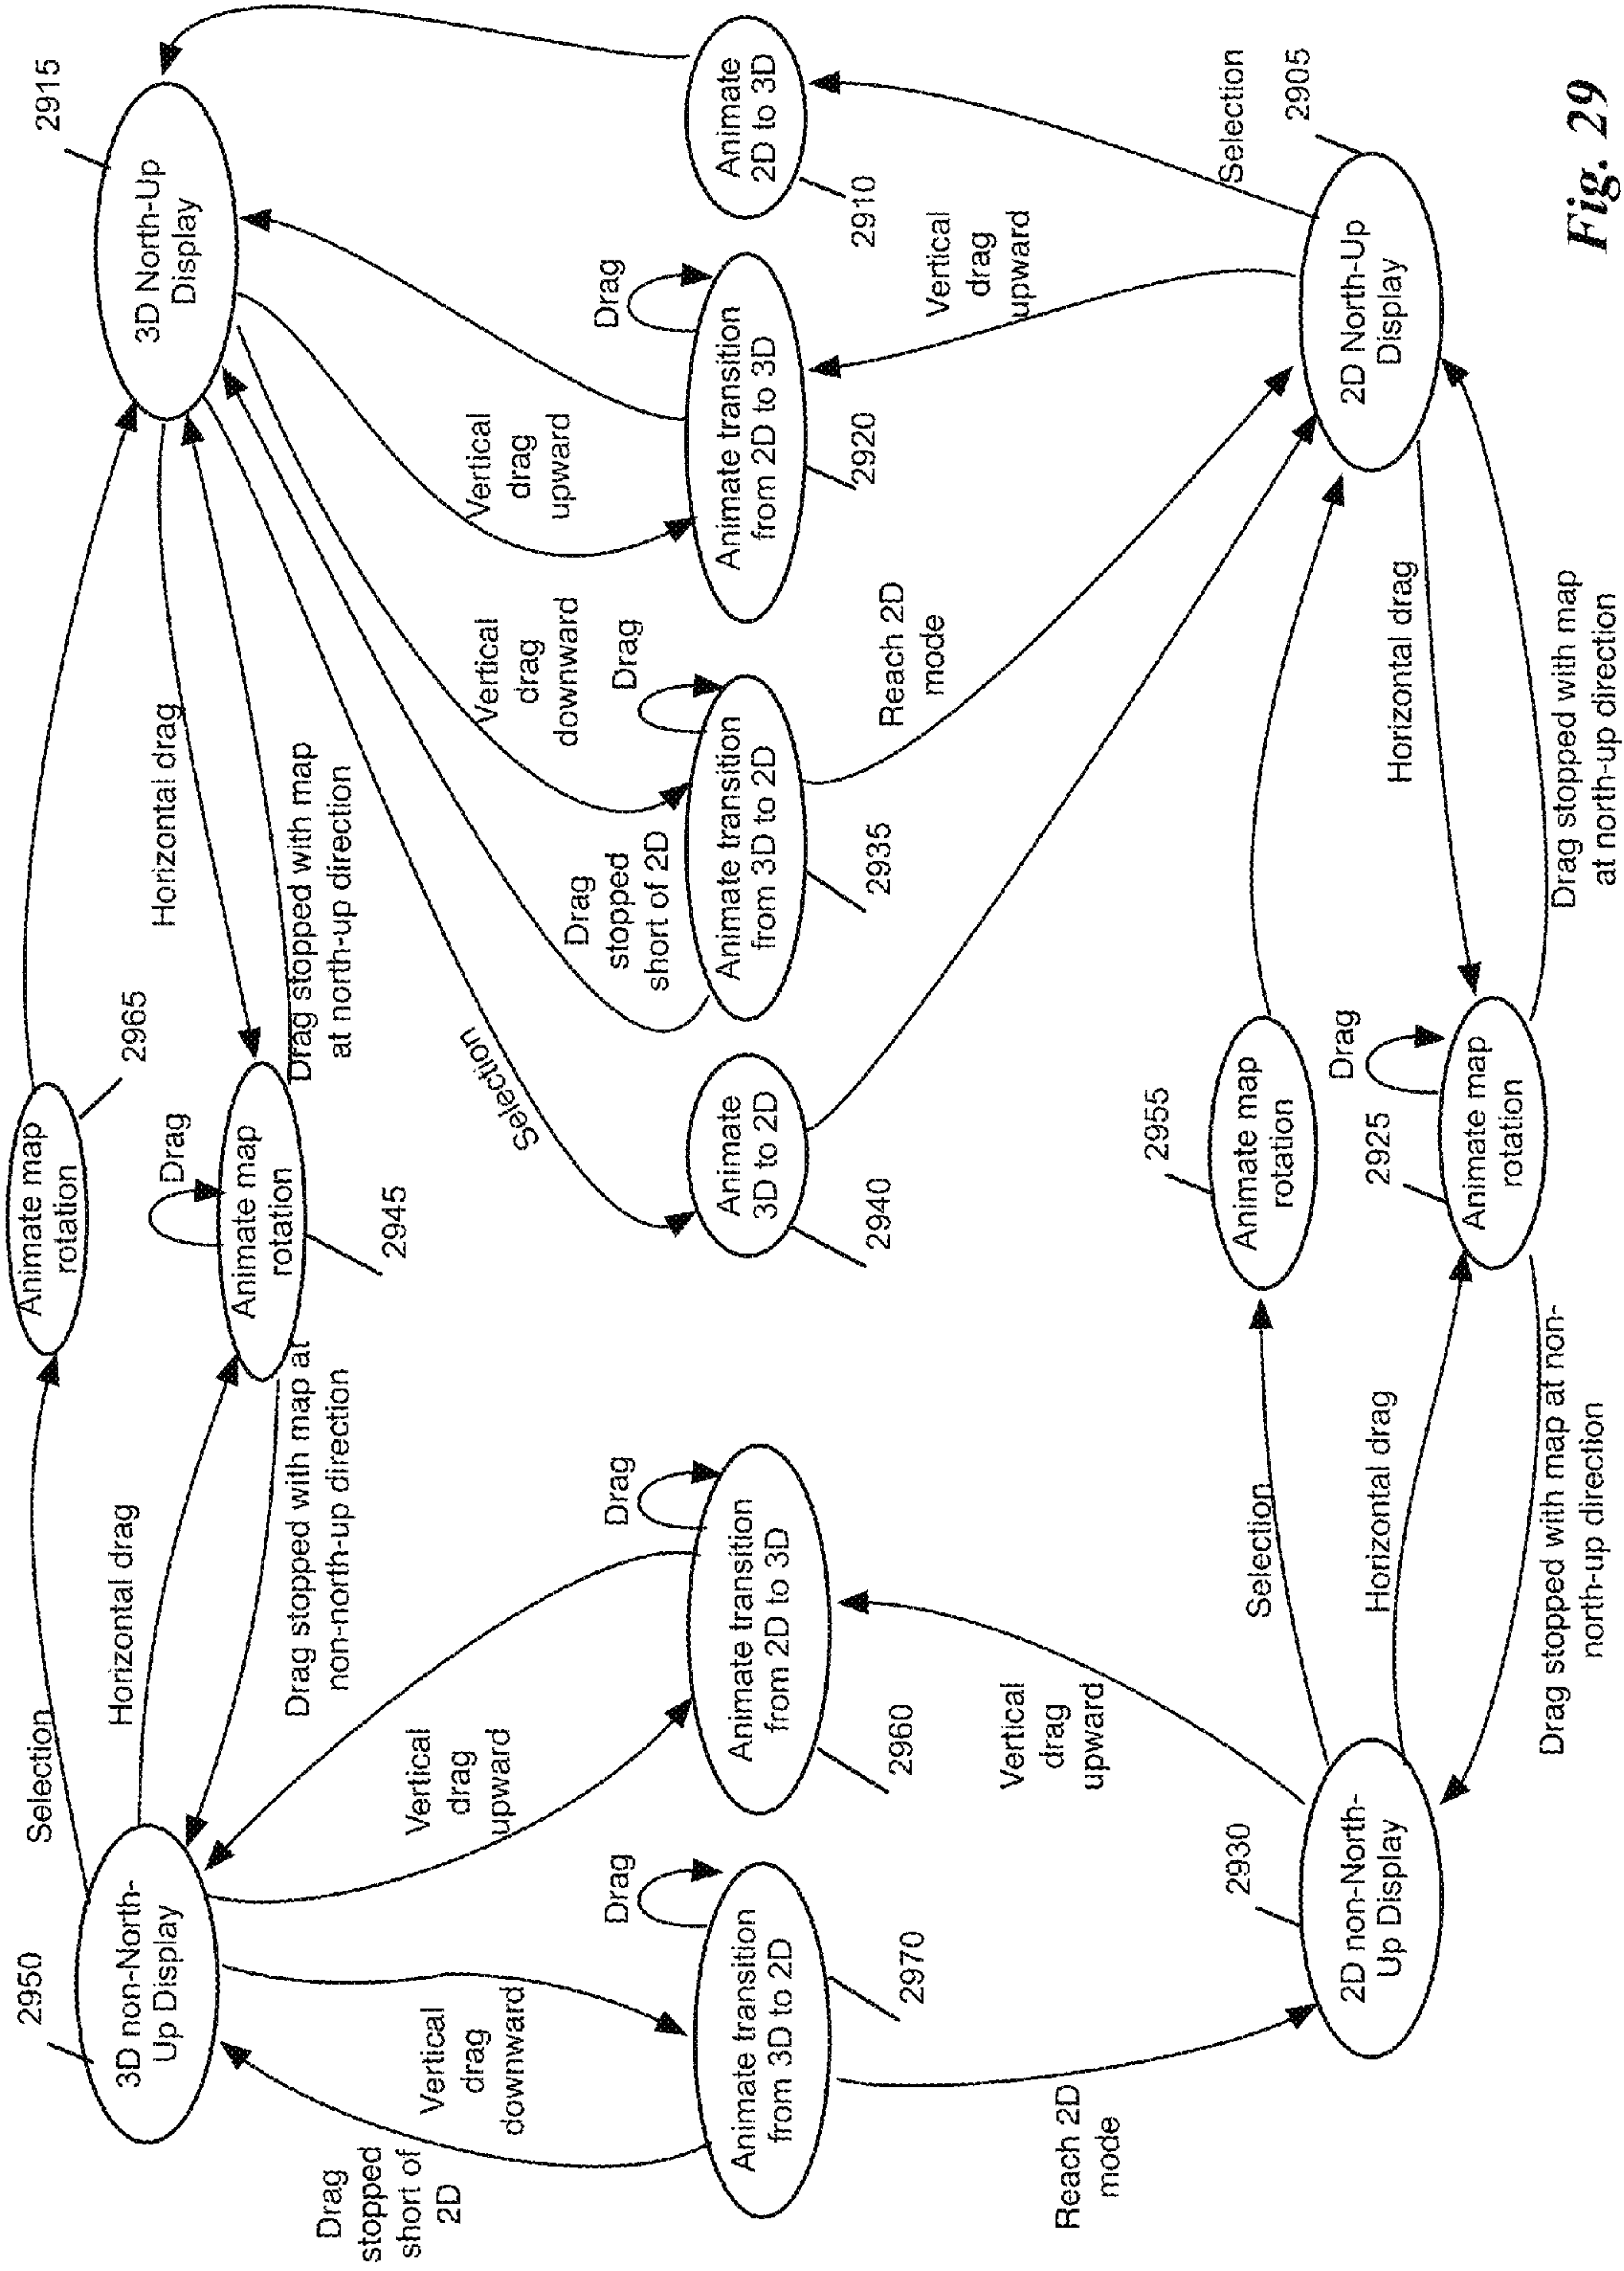 2950
3D non-North-
Up Display
Selection
Horizontal drag
Drag stopped with map at
non-north-up direction
Animate map
rotation
2965
Drag
Animate map
rotation
2945
Horizontal drag
Drag stopped with map
at north-up direction
2915
3D North-Up
Display
Drag
stopped
short of
2D
Vertical
drag
downward
Vertical
drag
upward
Selection
Drag
stopped
short of 2D
Vertical
drag
downward
Vertical
drag
upward
Drag
Animate transition
from 3D to 2D
2970
Drag
Animate transition
from 2D to 3D
2960
Animate
3D to 2D
2940
Drag
Animate transition
from 3D to 2D
2935
Drag
Animate transition
from 2D to 3D
2920
Animate
2D to 3D
2910
Reach 2D
mode
Vertical
drag
upward
Reach 2D
mode
Vertical
drag
upward
Selection
2930
2D non-North-
Up Display
Selection
Horizontal drag
Drag stopped with map at non-
north-up direction
2955
Animate map
rotation
2925
Drag
Animate map
rotation
Horizontal drag
Drag stopped with map
at north-up direction
2905
2D North-Up
Display
Fig. 29